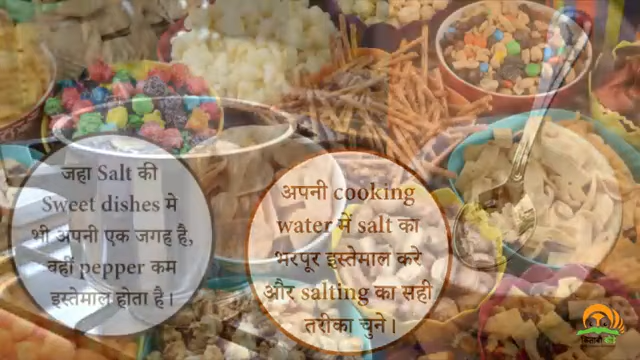 जहा Salt की
Sweet dishes मे
भी अपनी एक जगह है,
वहीं pepper कम
इस्तेमाल होता है।
अपनी cooking
water में salt का
भरपूर इस्तेमाल करे
और salting का सही
तरीका चुने।